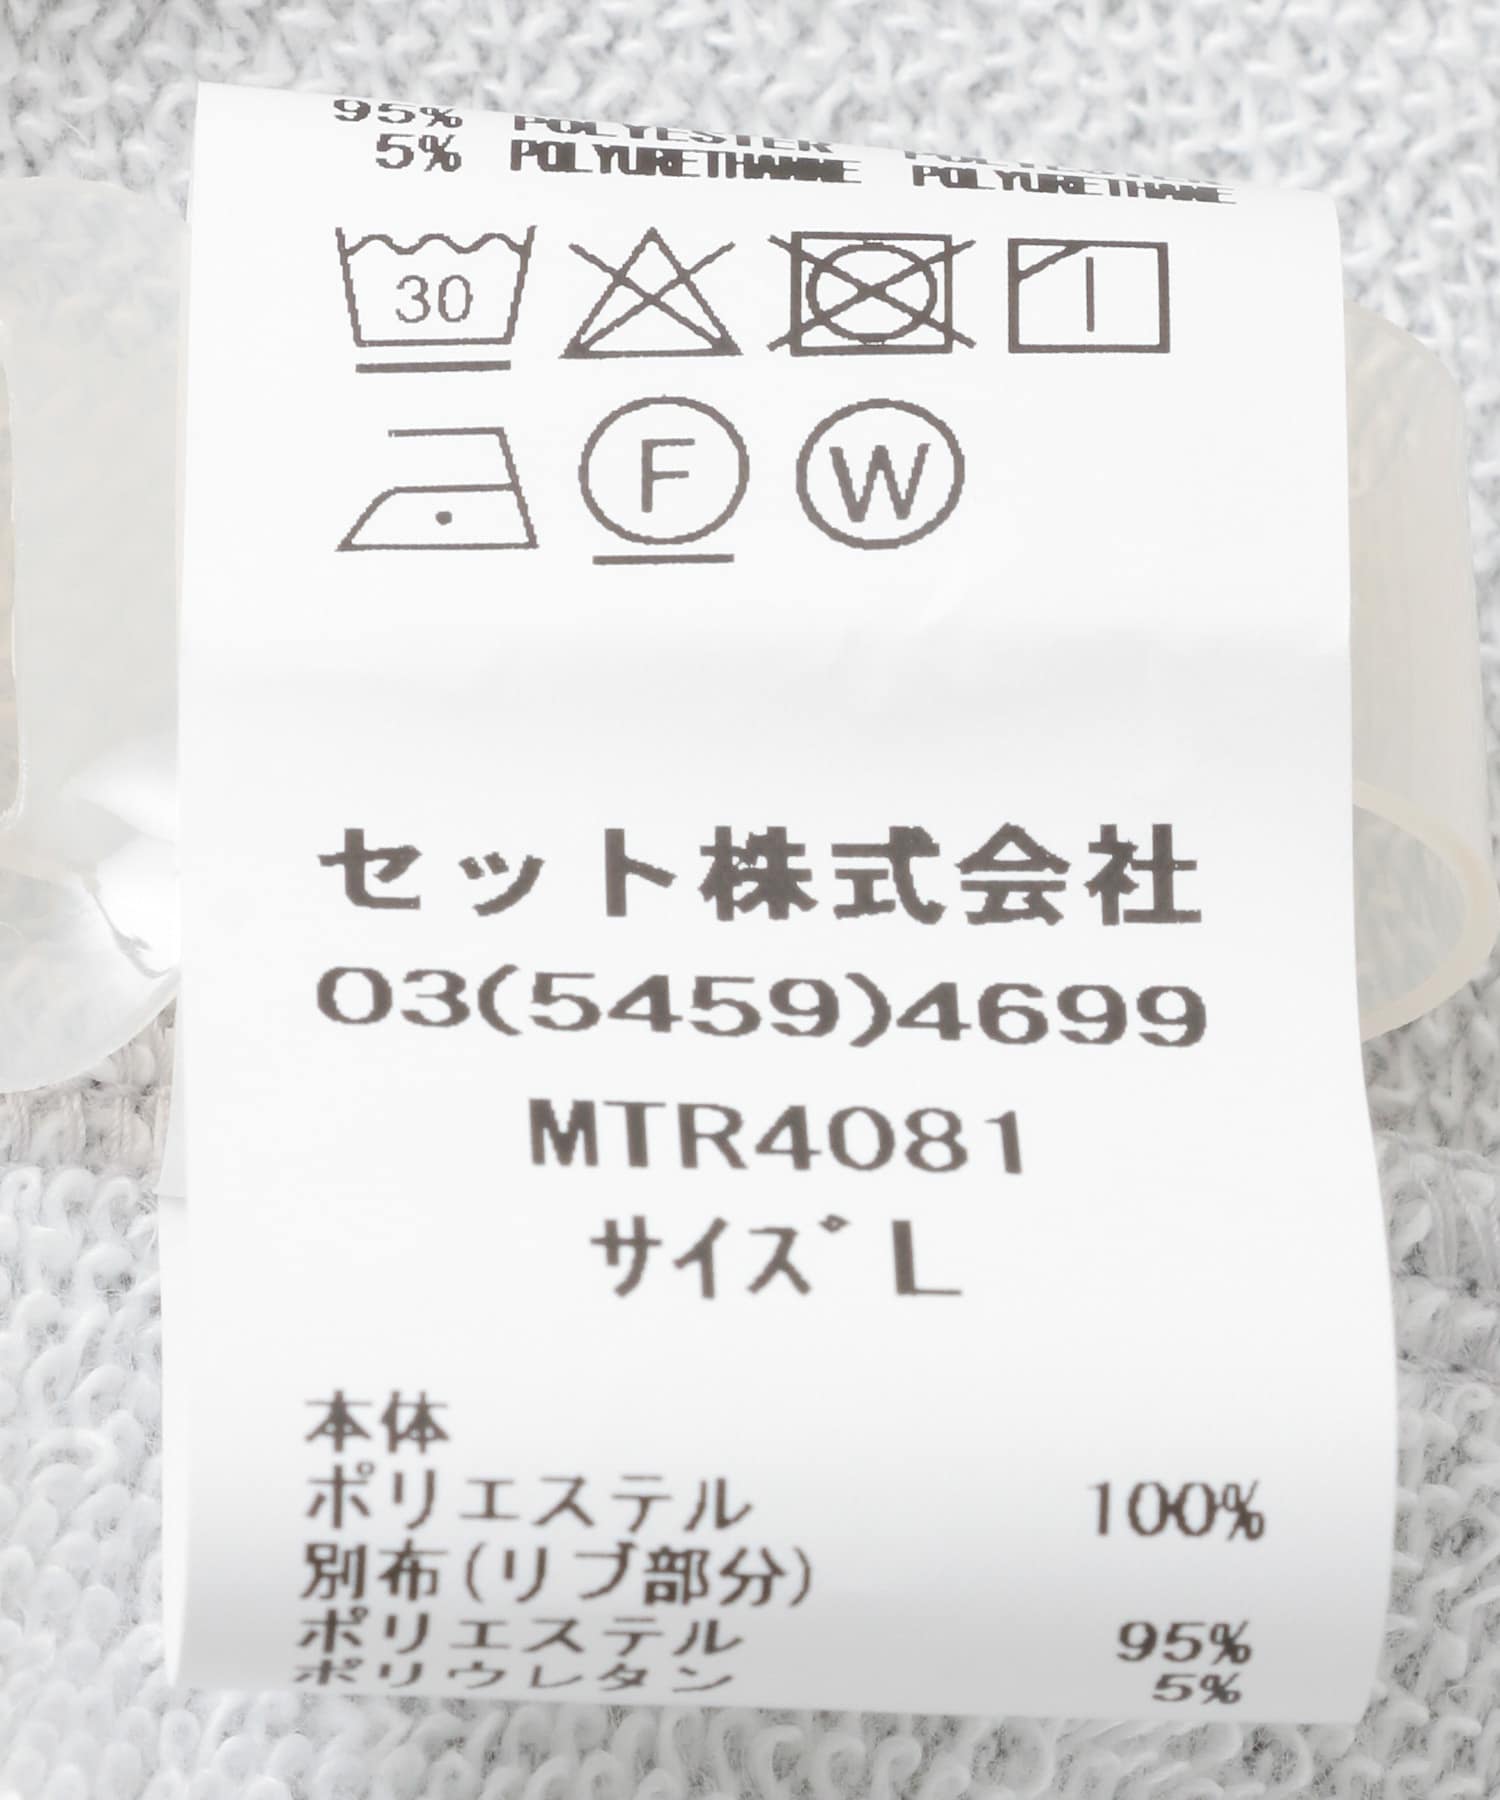 95% POLYESTER POLYESTER
5% POLYURETHANNE POLYURETHANE
30
F W
セット株式会社
03(5459)4699
MTR4081
サイズ L
本体
ポリエステル 100%
別布(リブ部分)
ポリエステル 95%
ポリウレタン 5%